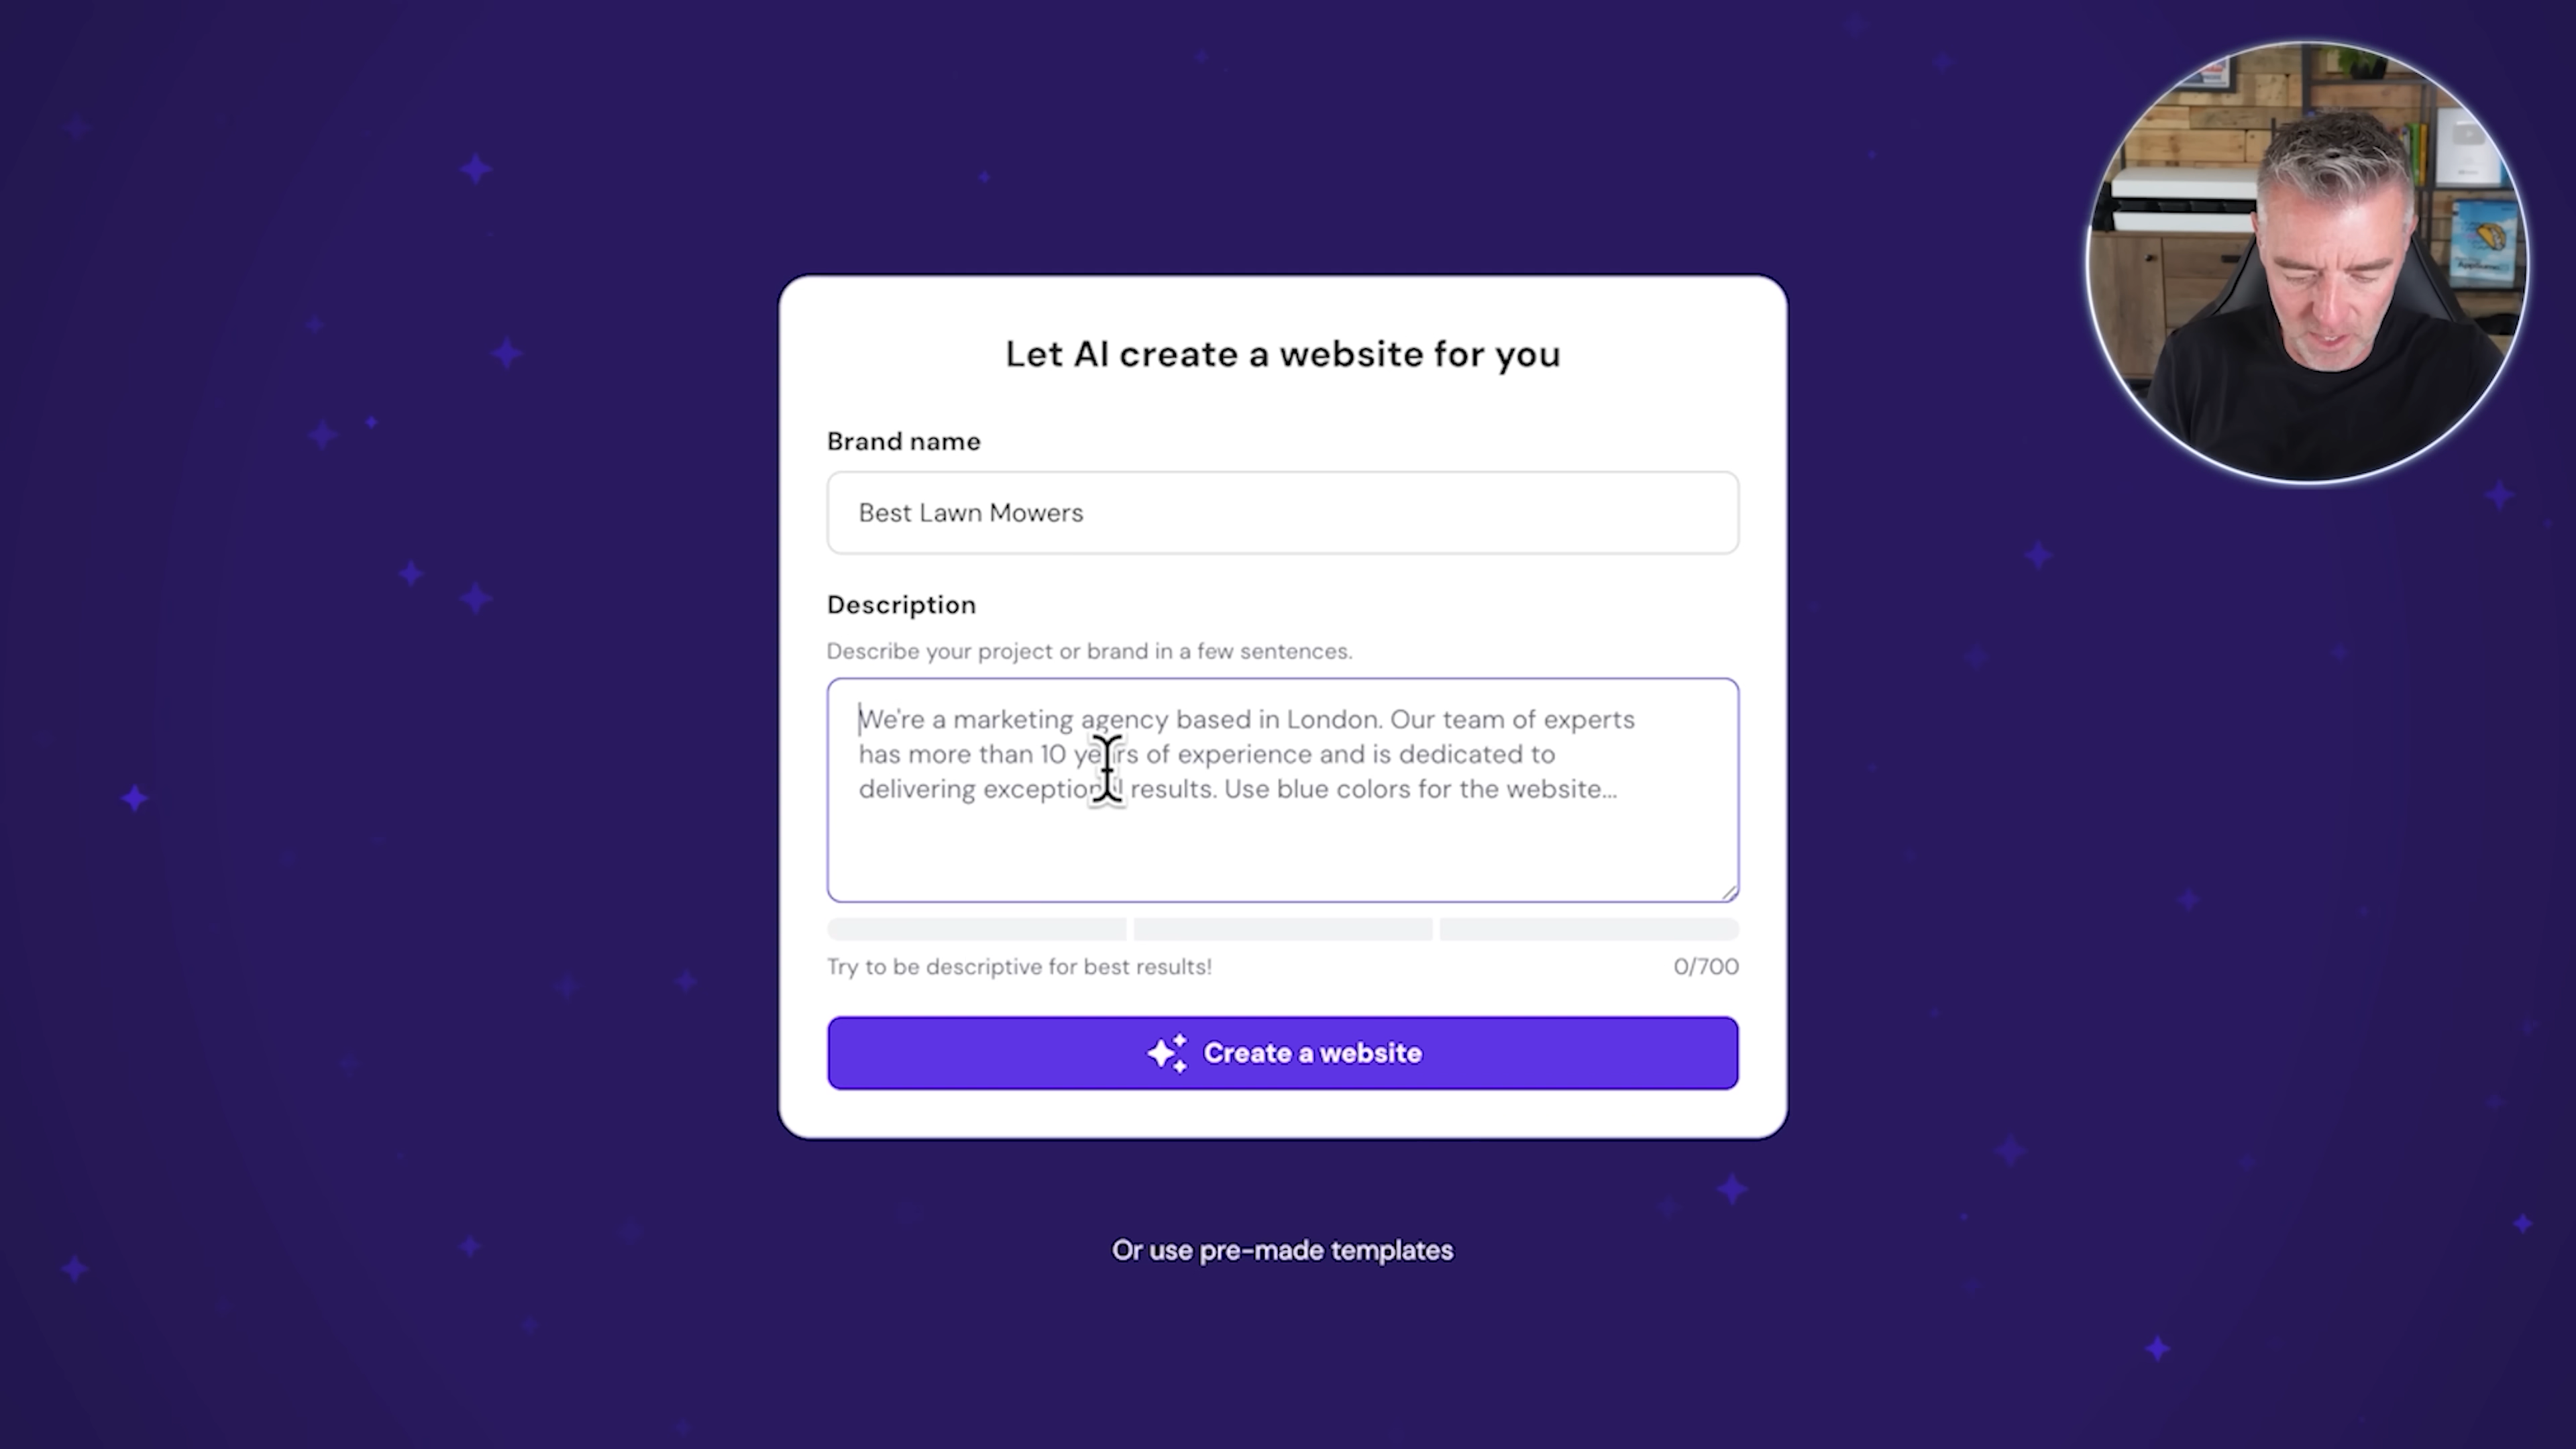 Let AI create a website for you
Brand name
Best Lawn Mowers
Description
Describe your project or brand in a few sentences.
We're a marketing agency based in London. Our team of experts
has more than 10 years of experience and is dedicated to
delivering exceptional results. Use blue colors for the website...
Try to be descriptive for best results!
0/700
Create a website
Or use pre-made templates